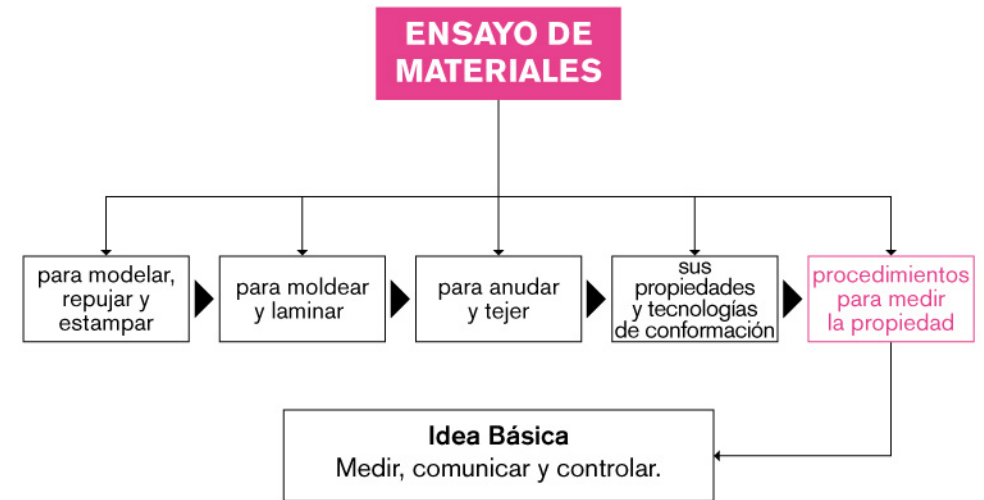 ENSAYO DE
MATERIALES
para modelar,
repujar y
estampar
para moldear
y laminar
para anudar
y tejer
sus
propiedades
y tecnologías
de conformación
procedimientos
para medir
la propiedad
Idea Básica
Medir, comunicar y controlar.